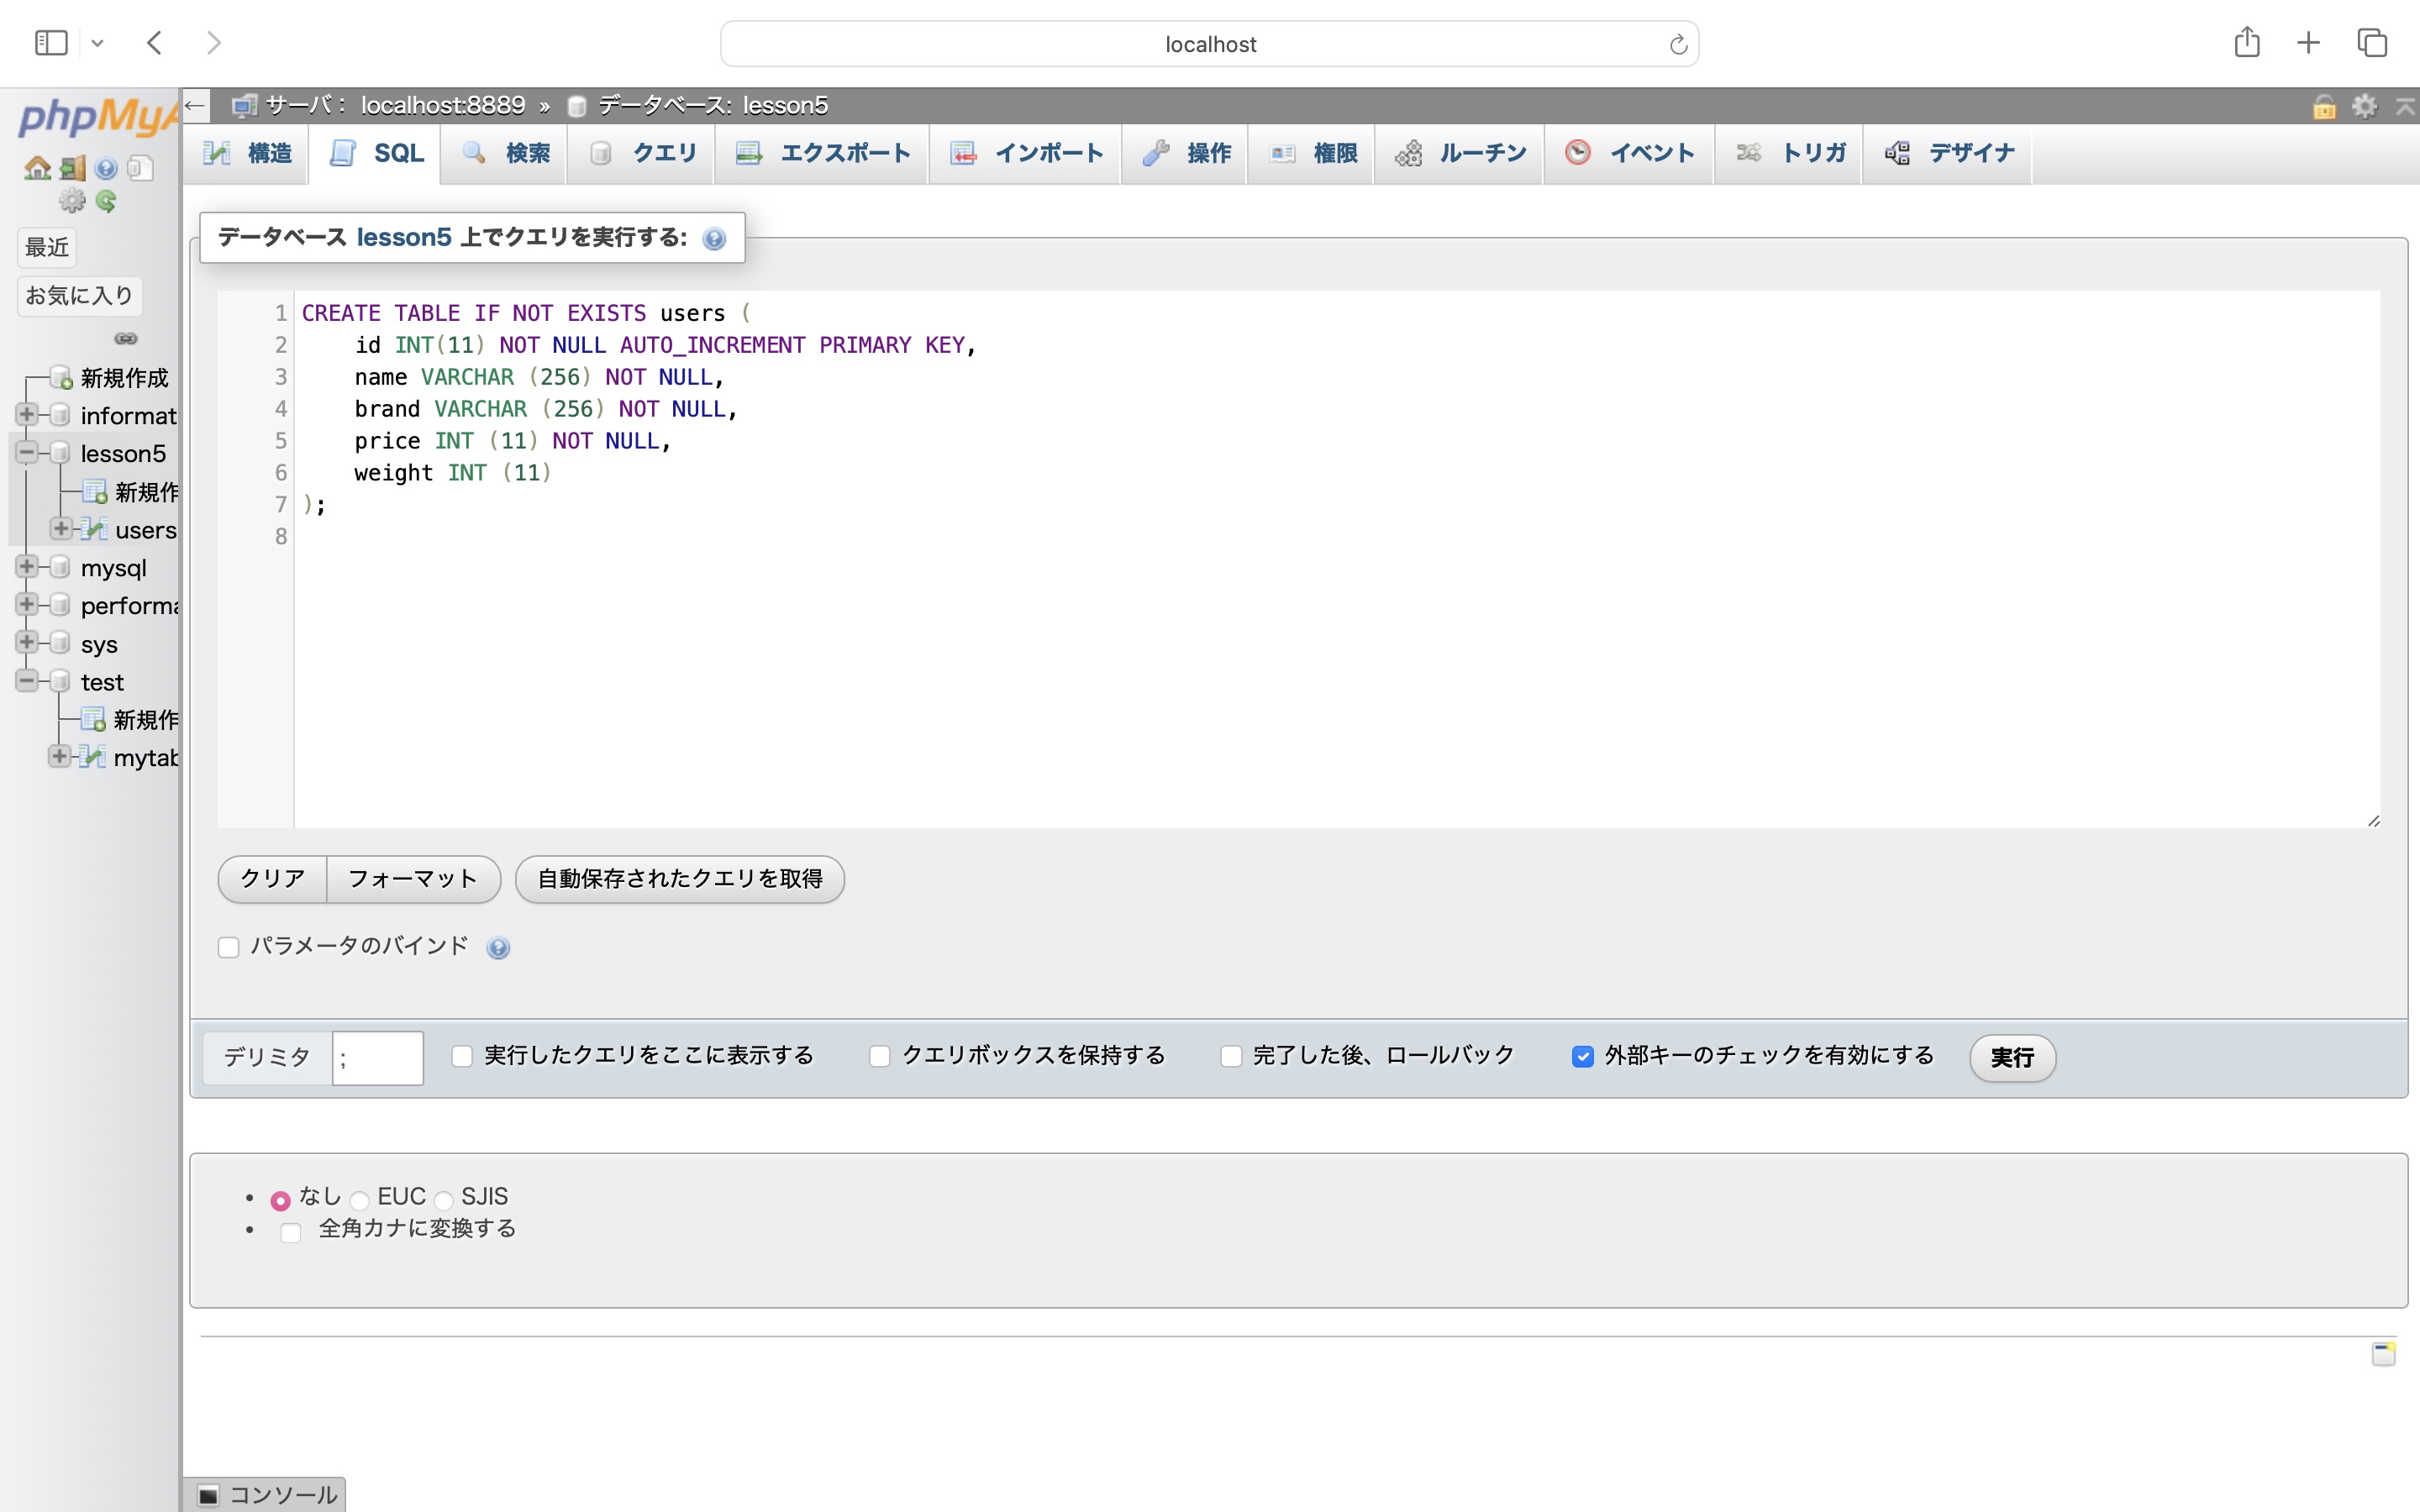 localhost
phpMyA
サーバ： localhost:8889 » データベース: lesson5
構造 SQL 検索 クエリ エクスポート インポート 操作 権限 ルーチン イベント トリガ デザイナ
最近
お気に入り
新規作成
informat
lesson5
新規作
users
mysql
performa
sys
test
新規作
mytab
データベース lesson5 上でクエリを実行する:
1 CREATE TABLE IF NOT EXISTS users (
2 id INT(11) NOT NULL AUTO_INCREMENT PRIMARY KEY,
3 name VARCHAR (256) NOT NULL,
4 brand VARCHAR (256) NOT NULL,
5 price INT (11) NOT NULL,
6 weight INT (11)
7 );
8
クリア フォーマット 自動保存されたクエリを取得
パラメータのバインド
デリミタ ; 実行したクエリをここに表示する クエリボックスを保持する 完了した後、ロールバック 外部キーのチェックを有効にする 実行
• なし EUC SJIS
• 全角カナに変換する
コンソール